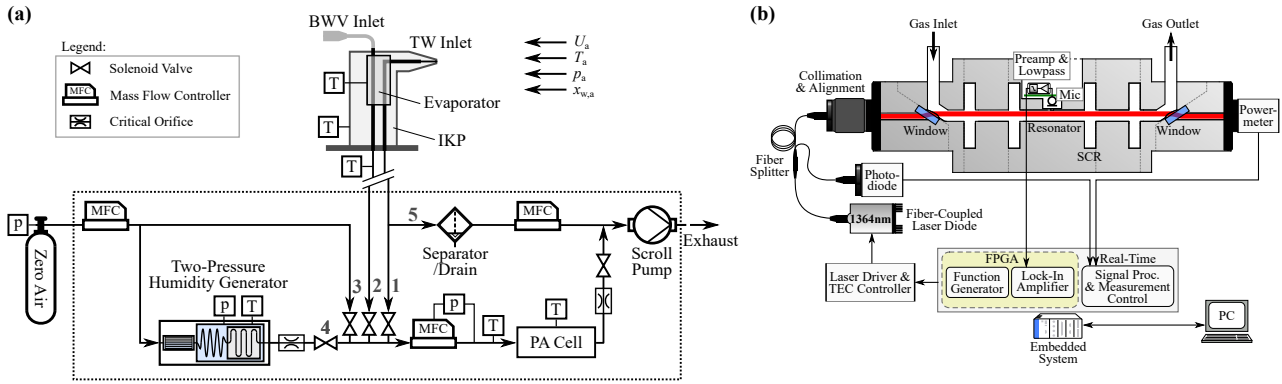 (a)
BWV Inlet
TW Inlet
Legend:
Solenoid Valve
MFC
Mass Flow Controller
Critical Orifice
U_a
T_a
p_a
x_w,a
T
T
T
Evaporator
IKP
p
MFC
Zero Air
5
Separator
/Drain
MFC
Scroll
Pump
Exhaust
Two-Pressure
Humidity Generator
p
T
4
3
2
1
MFC
p
T
T
PA Cell
(b)
Gas Inlet
Gas Outlet
Preamp &
Lowpass
Mic
Collimation
& Alignment
Window
Resonator
Window
SCR
Power-
meter
Fiber
Splitter
Photo-
diode
1364nm
Fiber-Coupled
Laser Diode
Laser Driver &
TEC Controller
FPGA
Function
Generator
Lock-In
Amplifier
Real-Time
Signal Proc.
& Measurement
Control
Embedded
System
PC